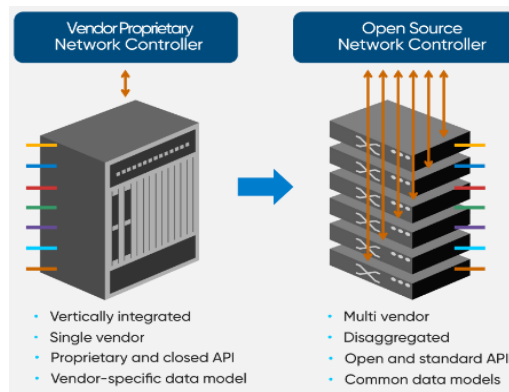 Vendor Proprietary
Network Controller
Open Source
Network Controller
· Vertically integrated
· Single vendor
· Proprietary and closed API
· Vendor-specific data model
· Multi vendor
· Disaggregated
· Open and standard API
· Common data models